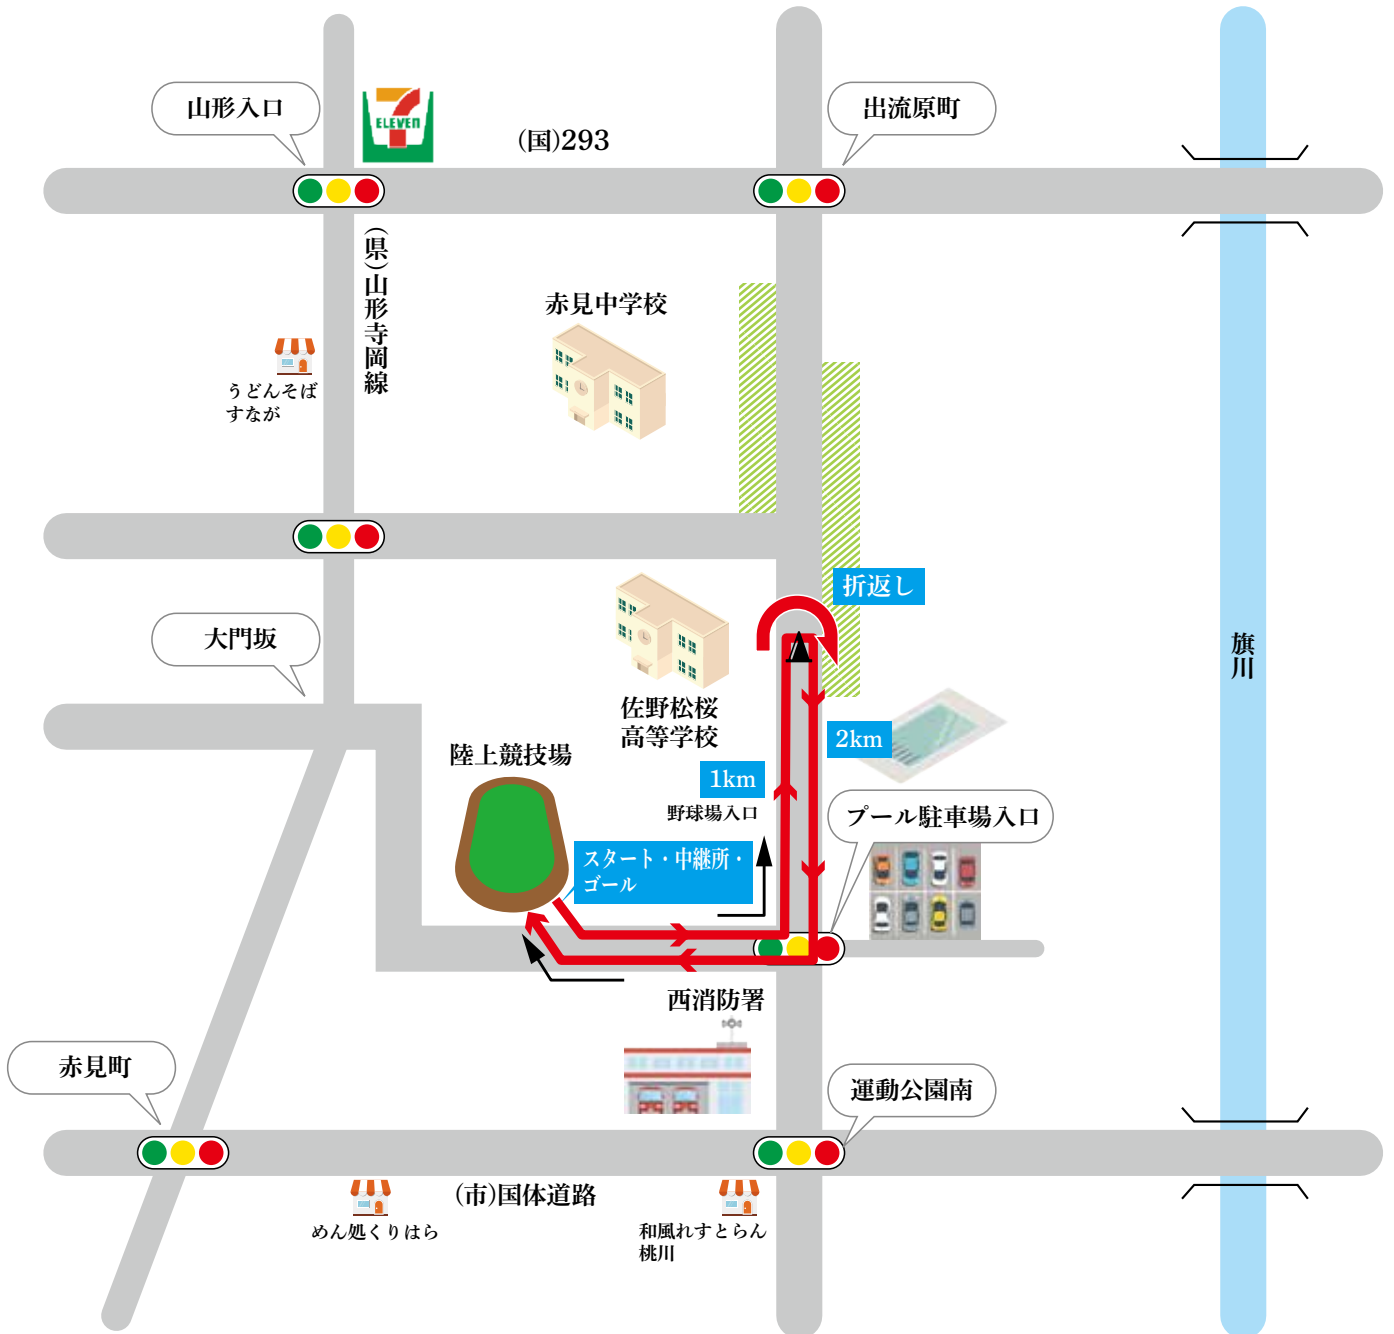 山形入口
ELEVEn
(国)293
出流原町
(県)山形寺岡線
赤見中学校
うどんそば
すなが
折返し
大門坂
旗川
佐野松桜
高等学校
2km
陸上競技場
1km
野球場入口
プール駐車場入口
スタート・中継所・
ゴール
西消防署
赤見町
運動公園南
(市)国体道路
めん処くりはら
和風れすとらん
桃川